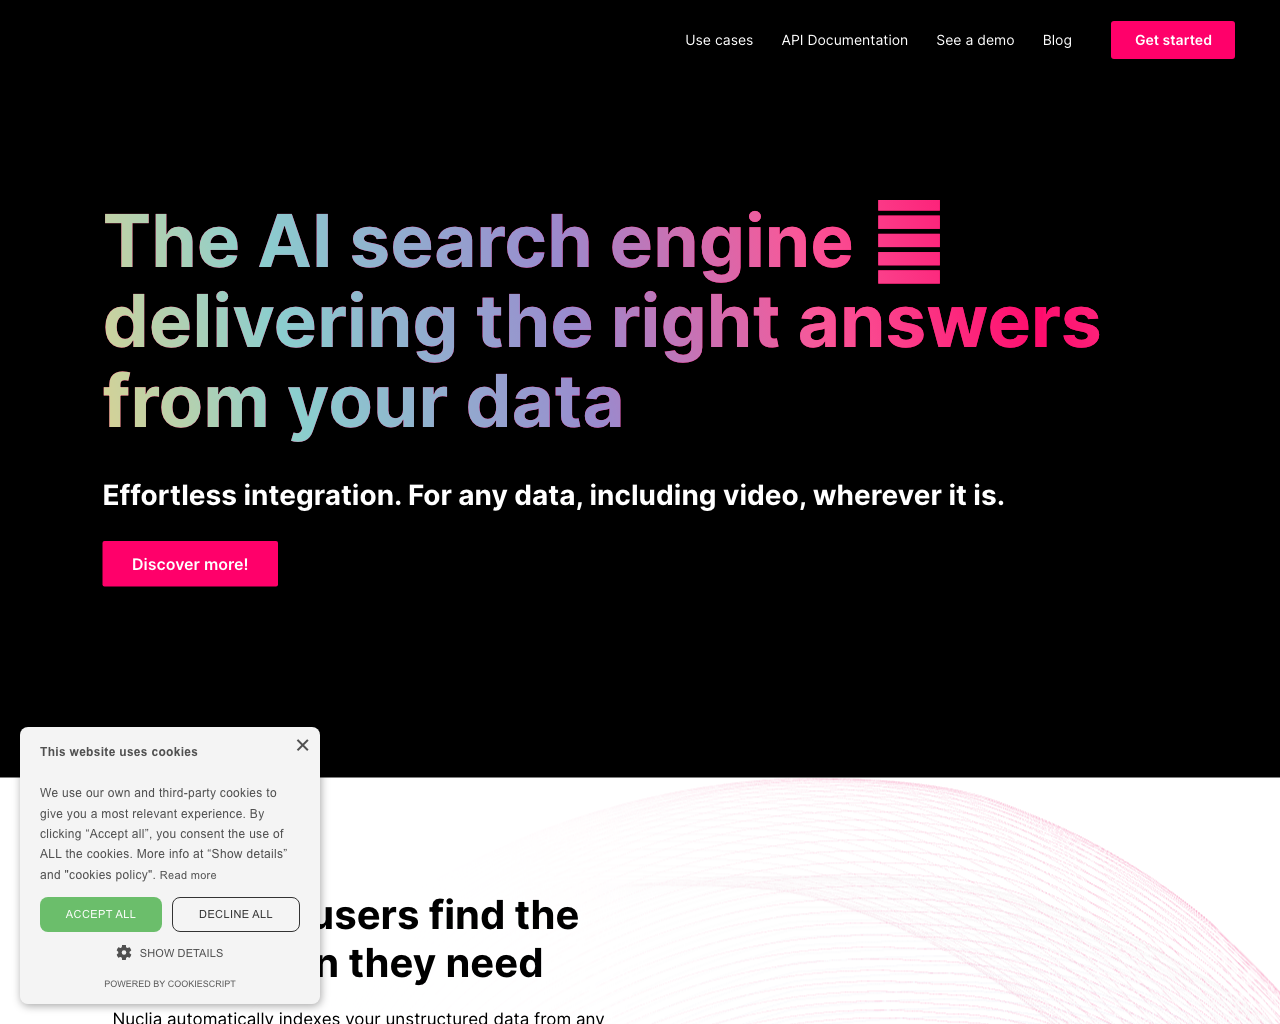 Use cases
API Documentation
See a demo
Blog
Get started
The AI search engine
delivering the right answers
from your data
Effortless integration. For any data, including video, wherever it is.
Discover more!
This website uses cookies
We use our own and third-party cookies to
give you a most relevant experience. By
clicking “Accept all”, you consent the use of
ALL the cookies. More info at “Show details”
and "cookies policy". Read more
ACCEPT ALL
DECLINE ALL
SHOW DETAILS
POWERED BY COOKIESCRIPT
users find the
they need
Nuclia automatically indexes your unstructured data from any